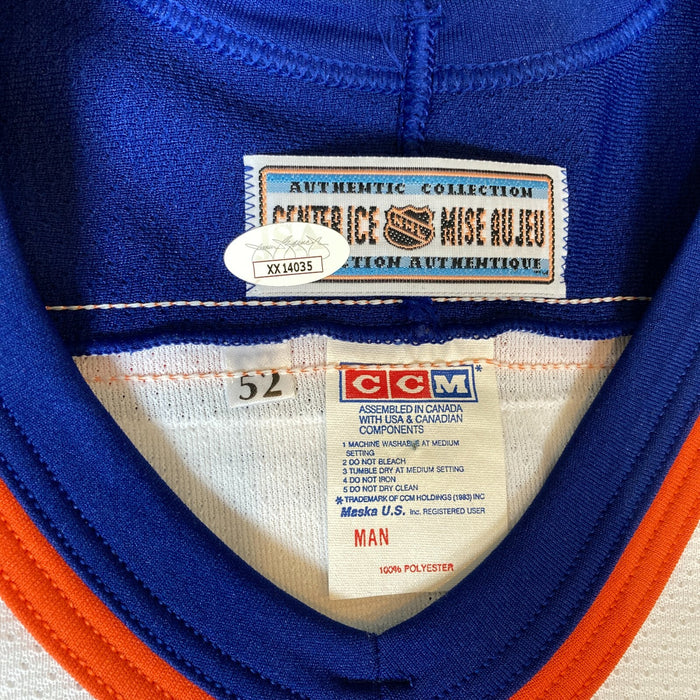 AUTHENTIC COLLECTION
ICE NHL MISE AU JEU
XX14035
AUTHENTIQUE
52
CCM*
ASSEMBLED IN CANADA
WITH USA & CANADIAN
COMPONENTS
1 MACHINE WASHABLE AT MEDIUM
SETTING
2 DO NOT BLEACH
3 TUMBLE DRY AT MEDIUM SETTING
4 DO NOT IRON
5 DO NOT DRY CLEAN
* TRADEMARK OF CCM HOLDINGS (1983) INC
Maska U.S. Inc. REGISTERED USER
MAN
100% POLYESTER